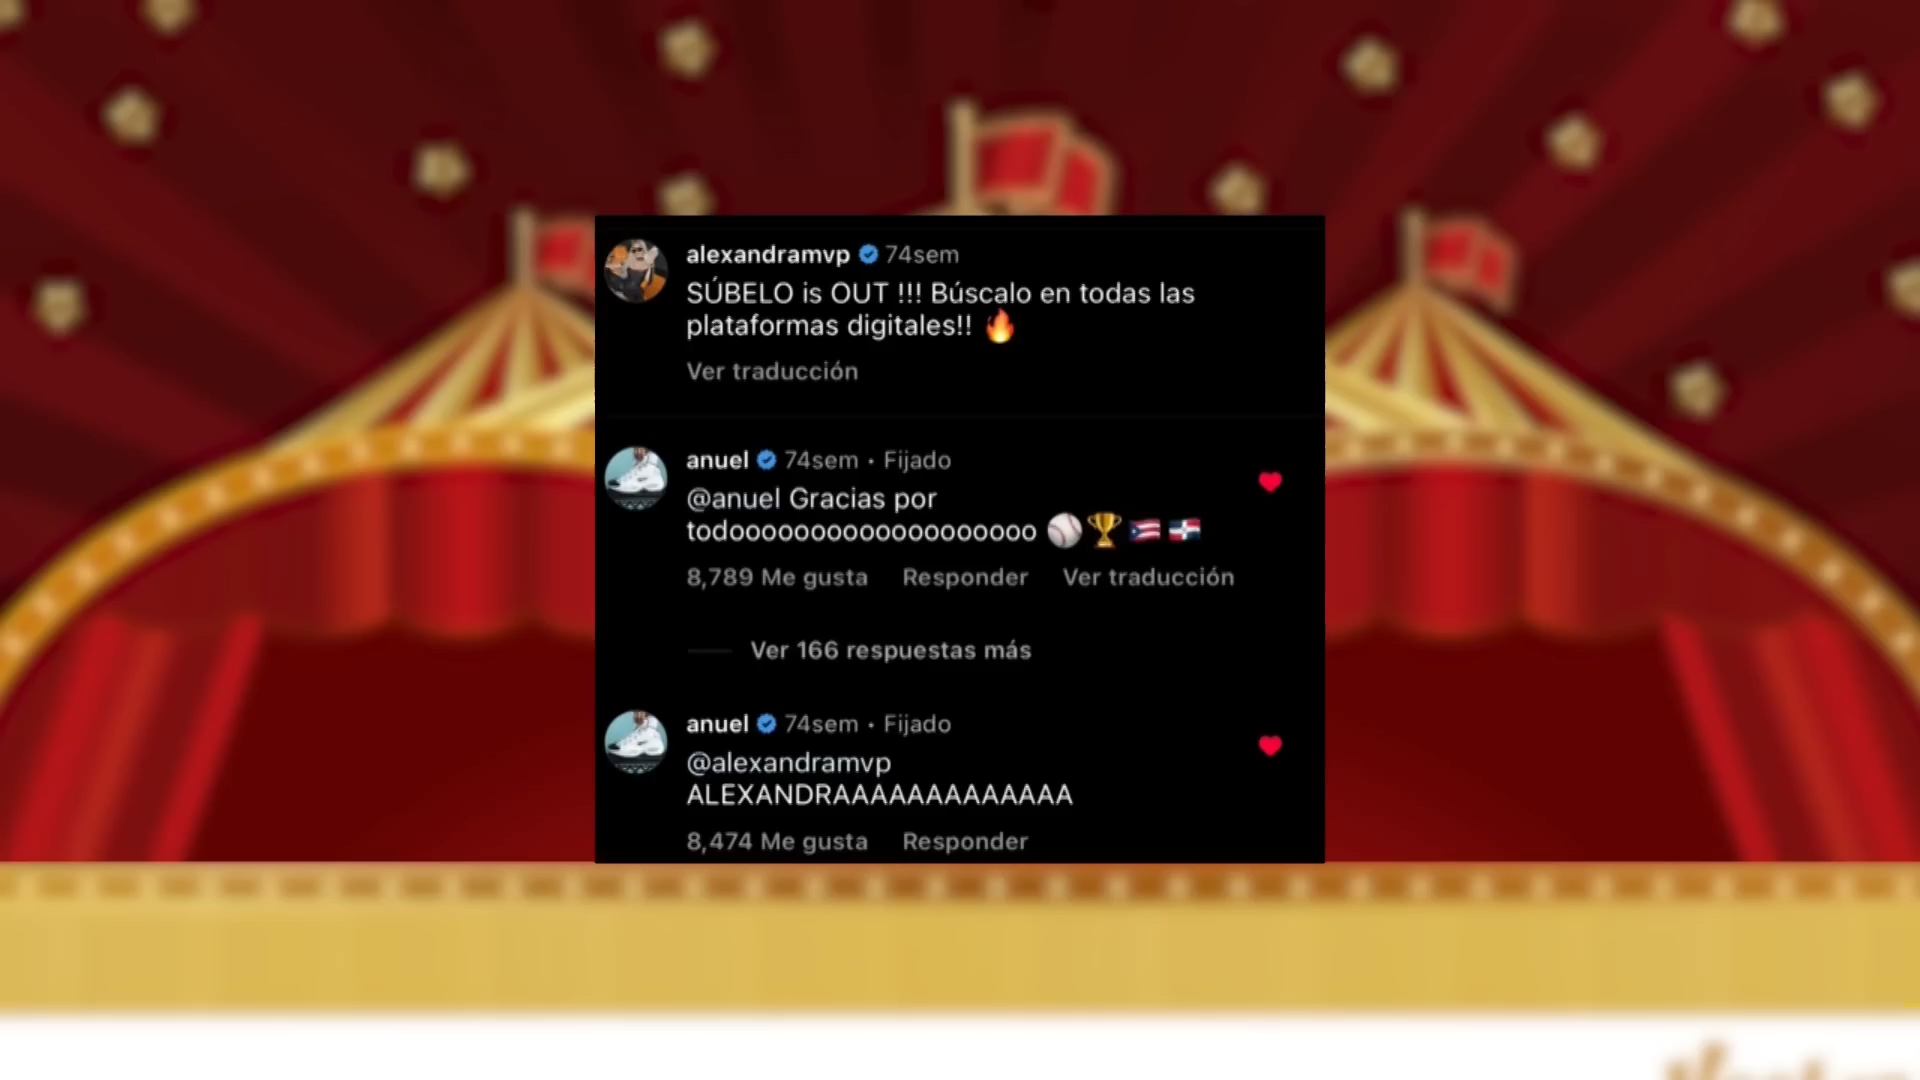 alexandramvp 74sem
SÚBELO is OUT !!! Búscalo en todas las
plataformas digitales!! 🔥
Ver traducción
anuel 74sem • Fijado
@anuel Gracias por
todooooooooooooooooooo ⚾🏆🇵🇷🇩🇴
8,789 Me gusta Responder Ver traducción
Ver 166 respuestas más
anuel 74sem • Fijado
@alexandramvp
ALEXANDRAAAAAAAAAAAAA
8,474 Me gusta Responder